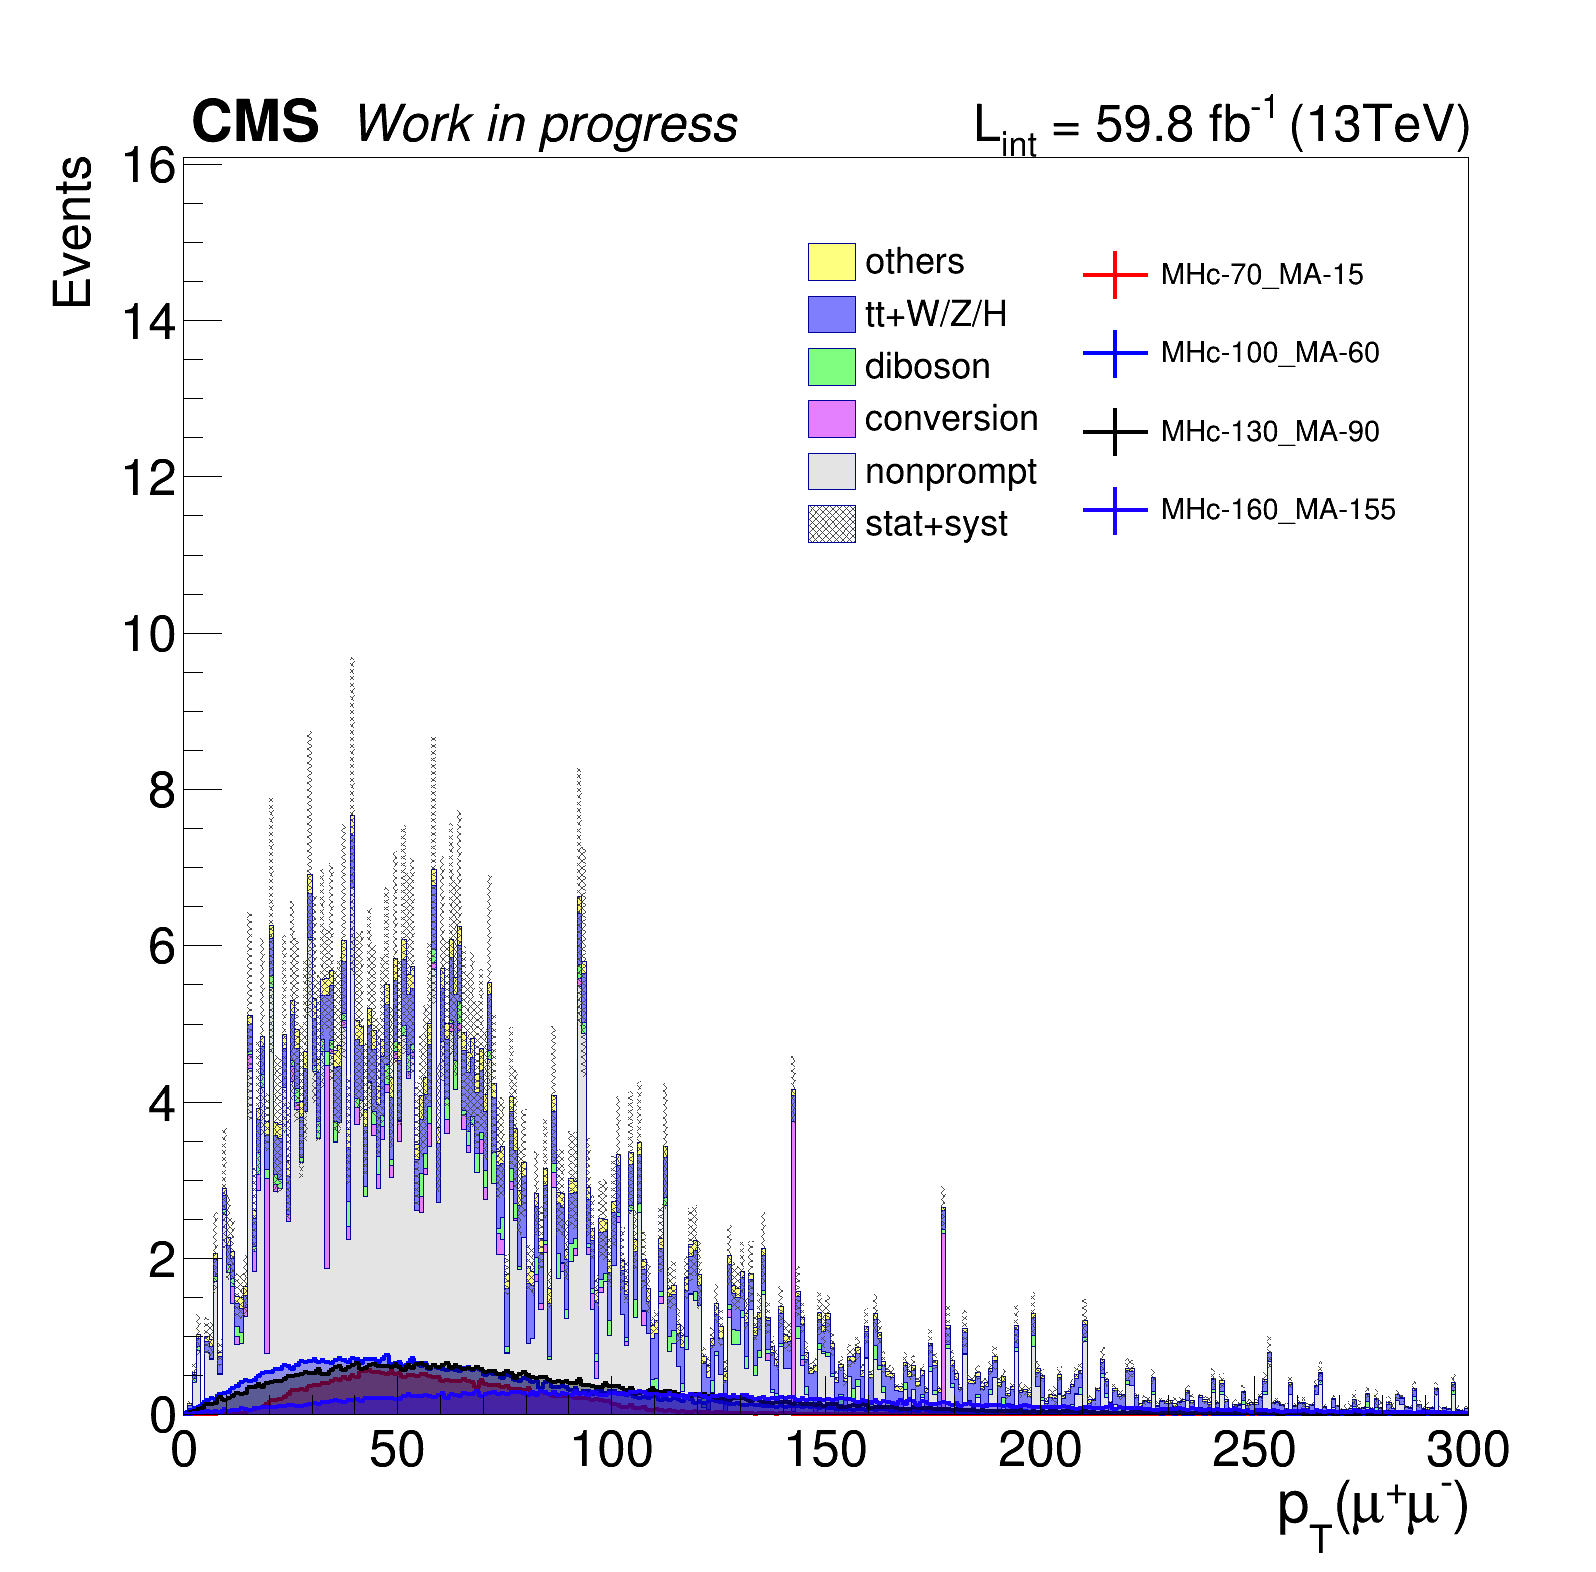 CMS Work in progress L_int = 59.8 fb^-1 (13TeV)
Events
16
14
12
10
8
6
4
2
0
others
tt+W/Z/H
diboson
conversion
nonprompt
stat+syst
MHc-70_MA-15
MHc-100_MA-60
MHc-130_MA-90
MHc-160_MA-155
0 50 100 150 200 250 300
p_T(μ⁺μ⁻)